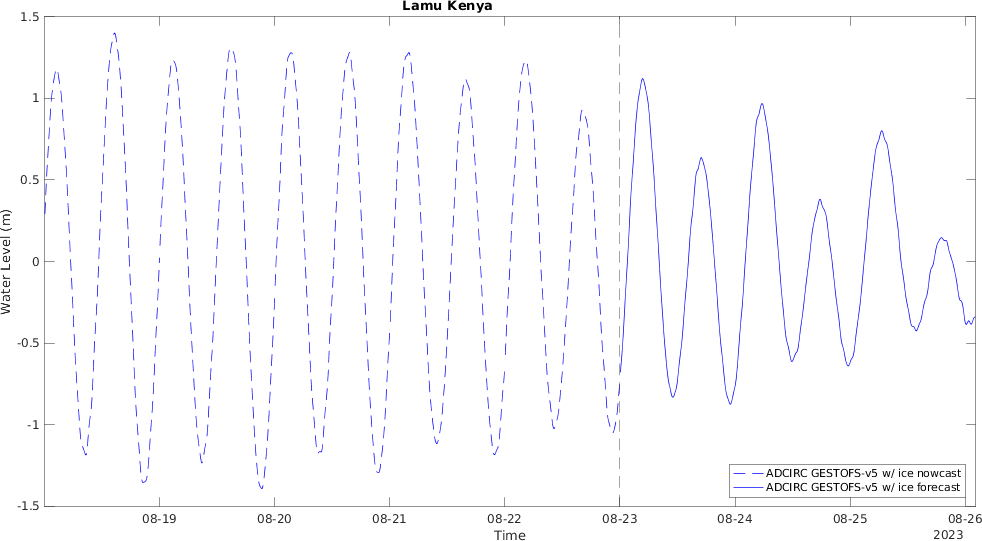 Lamu Kenya
1.5
1
0.5
0
-0.5
-1
-1.5
Water Level (m)
ADCIRC GESTOFS-v5 w/ ice nowcast
ADCIRC GESTOFS-v5 w/ ice forecast
08-19 08-20 08-21 08-22 08-23 08-24 08-25 08-26
Time
2023